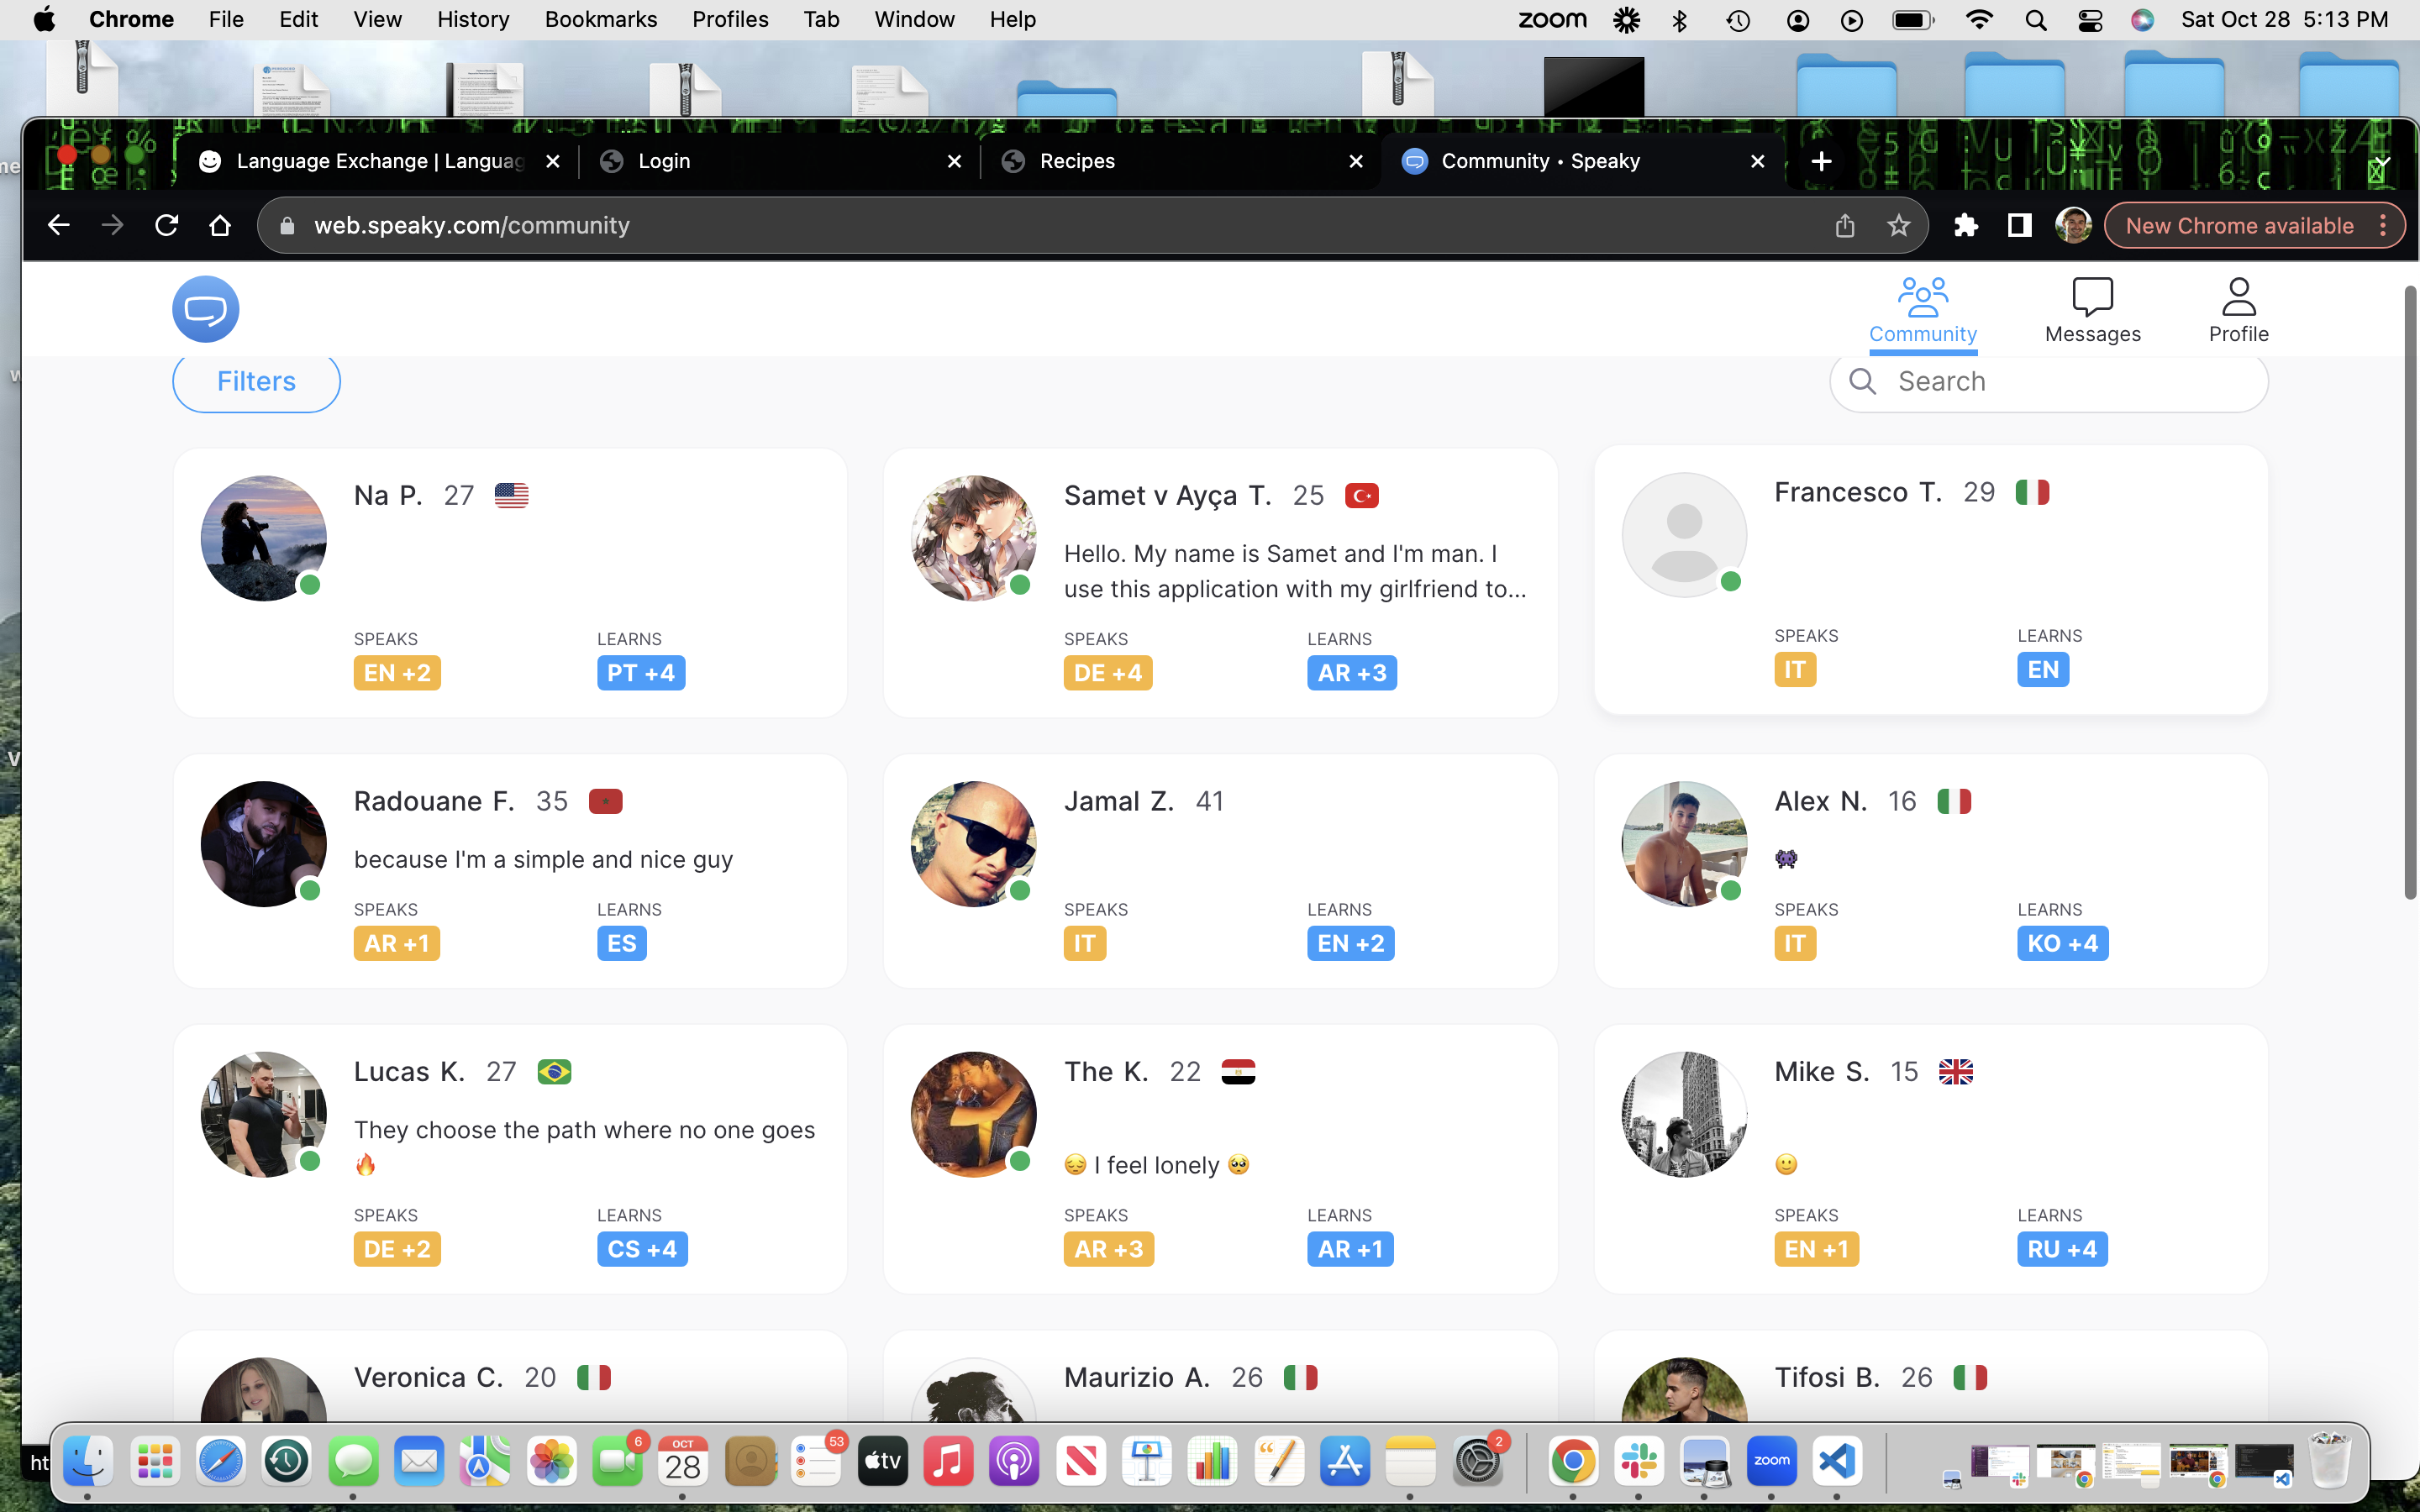 Chrome File Edit View History Bookmarks Profiles Tab Window Help zoom Sat Oct 28 5:13 PM
Language Exchange | Languag
Login
Recipes
Community • Speaky
web.speaky.com/community
New Chrome available
Community
Messages
Profile
Filters
Search
Na P. 27
SPEAKS LEARNS
EN +2 PT +4
Samet v Ayça T. 25
Hello. My name is Samet and I'm man. I
use this application with my girlfriend to...
SPEAKS LEARNS
DE +4 AR +3
Francesco T. 29
SPEAKS LEARNS
IT EN
Radouane F. 35
because I'm a simple and nice guy
SPEAKS LEARNS
AR +1 ES
Jamal Z. 41
SPEAKS LEARNS
IT EN +2
Alex N. 16
👾
SPEAKS LEARNS
IT KO +4
Lucas K. 27
They choose the path where no one goes
🔥
SPEAKS LEARNS
DE +2 CS +4
The K. 22
😔 I feel lonely 🥺
SPEAKS LEARNS
AR +3 AR +1
Mike S. 15
🙂
SPEAKS LEARNS
EN +1 RU +4
Veronica C. 20
Maurizio A. 26
Tifosi B. 26
ht
6
OCT
28
53
tv
2
zoom